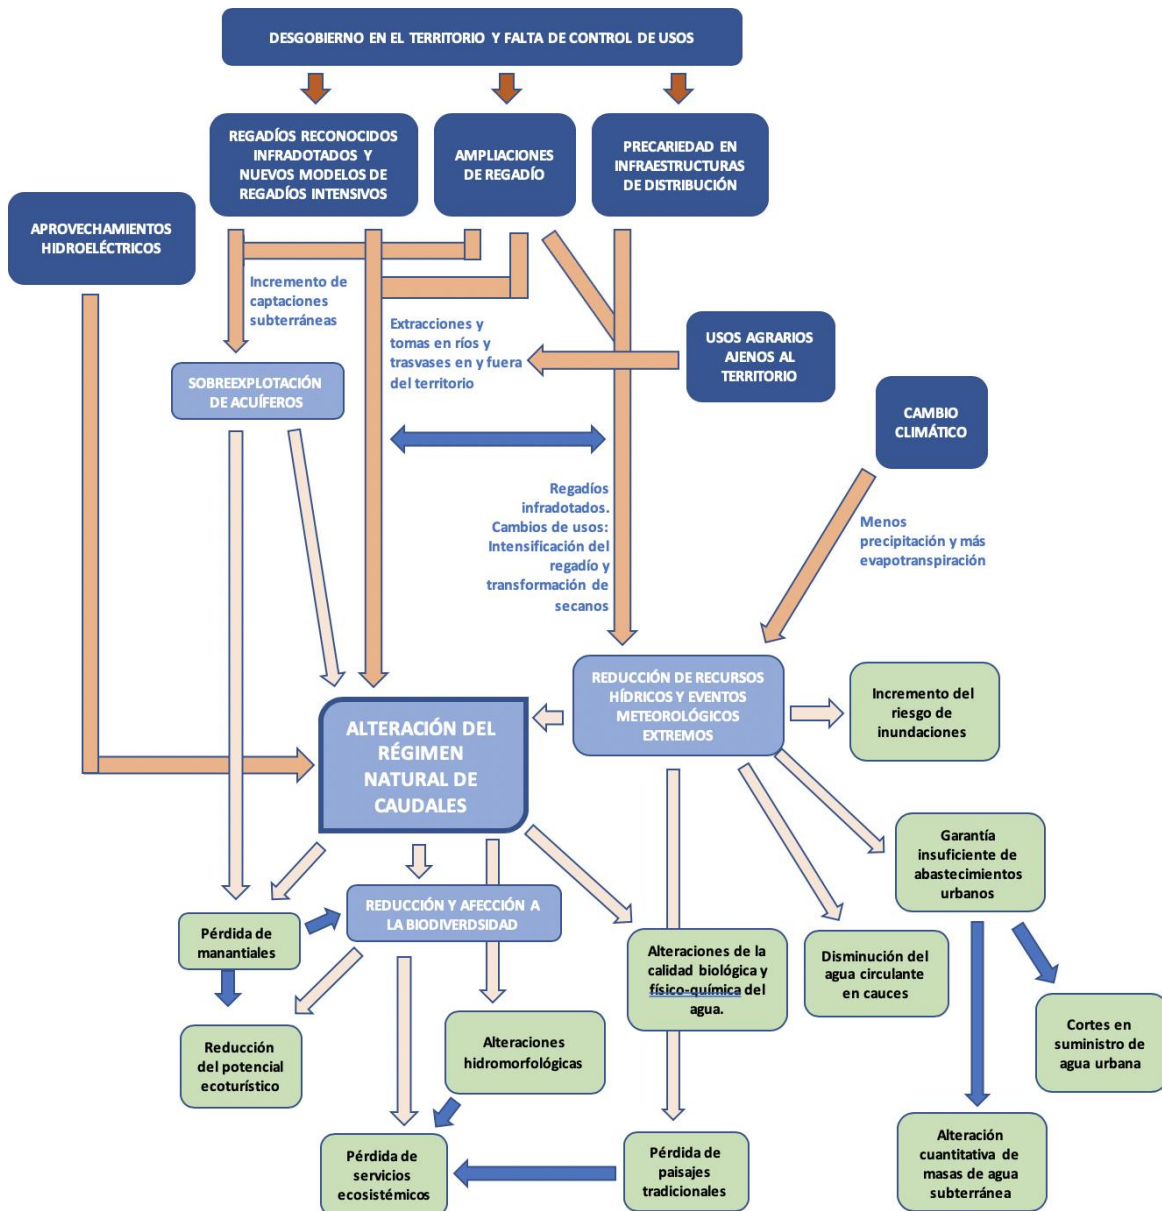 DESGOBIERNO EN EL TERRITORIO Y FALTA DE CONTROL DE USOS
REGADÍOS RECONOCIDOS
INFRADOTADOS Y
NUEVOS MODELOS DE
REGADÍOS INTENSIVOS
AMPLIACIONES
DE REGADÍO
PRECARIEDAD EN
INFRAESTRUCTURAS
DE DISTRIBUCIÓN
APROVECHAMIENTOS
HIDROELÉCTRICOS
Incremento de
captaciones
subterráneas
Extracciones y
tomas en ríos y
trasvases en y fuera
del territorio
USOS AGRARIOS
AJENOS AL
TERRITORIO
SOBREEXPLOTACIÓN
DE ACUÍFEROS
CAMBIO
CLIMÁTICO
Regadíos
infradotados.
Cambios de usos:
Intensificación del
regadío y
transformación de
secanos
Menos
precipitación y más
evapotranspiración
REDUCCIÓN DE RECURSOS
HÍDRICOS Y EVENTOS
METEOROLÓGICOS
EXTREMOS
Incremento del
riesgo de
inundaciones
ALTERACIÓN DEL
RÉGIMEN
NATURAL DE
CAUDALES
Garantía
insuficiente de
abastecimientos
urbanos
REDUCCIÓN Y AFECCIÓN A
LA BIODIVERDSIDAD
Pérdida de
manantiales
Alteraciones de la
calidad biológica y
físico-química del
agua.
Disminución del
agua circulante
en cauces
Cortes en
suministro de
agua urbana
Reducción
del potencial
ecoturístico
Alteraciones
hidromorfológicas
Pérdida de
servicios
ecosistémicos
Pérdida de
paisajes
tradicionales
Alteración
cuantitativa de
masas de agua
subterránea